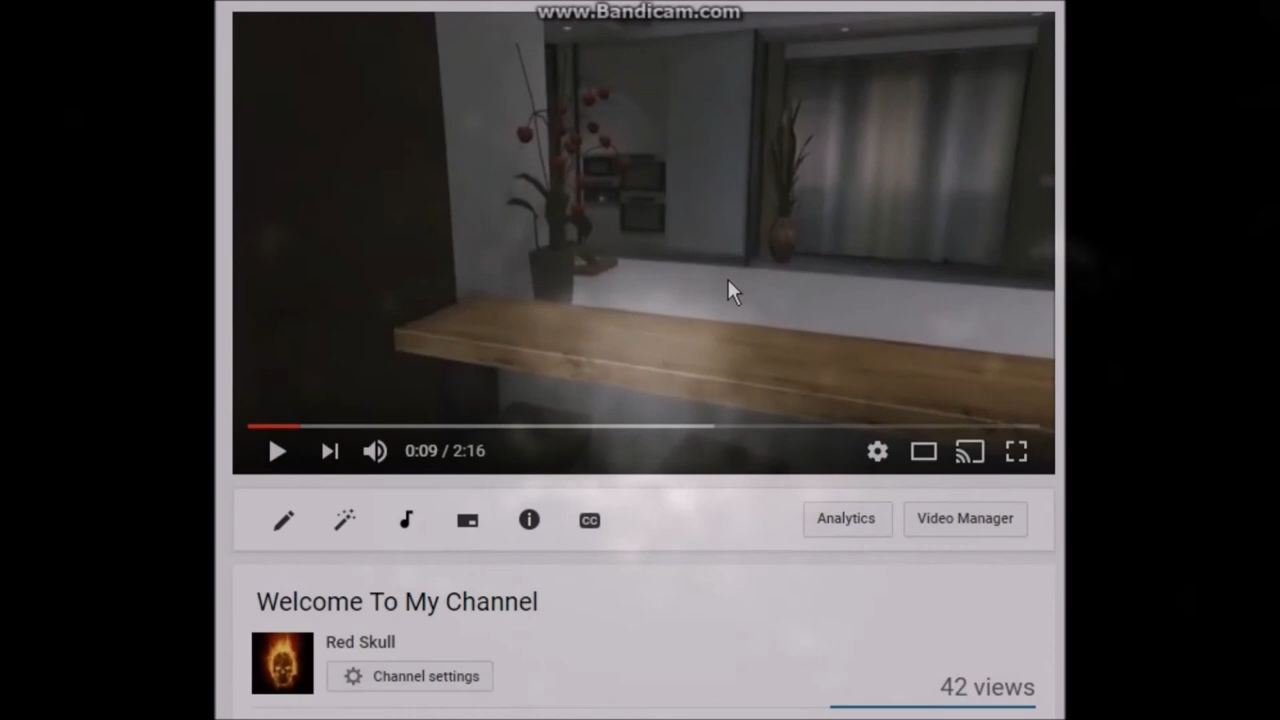 www.Bandicam.com
0:09 / 2:16
CC
Analytics
Video Manager
Welcome To My Channel
Red Skull
Channel settings
42 views